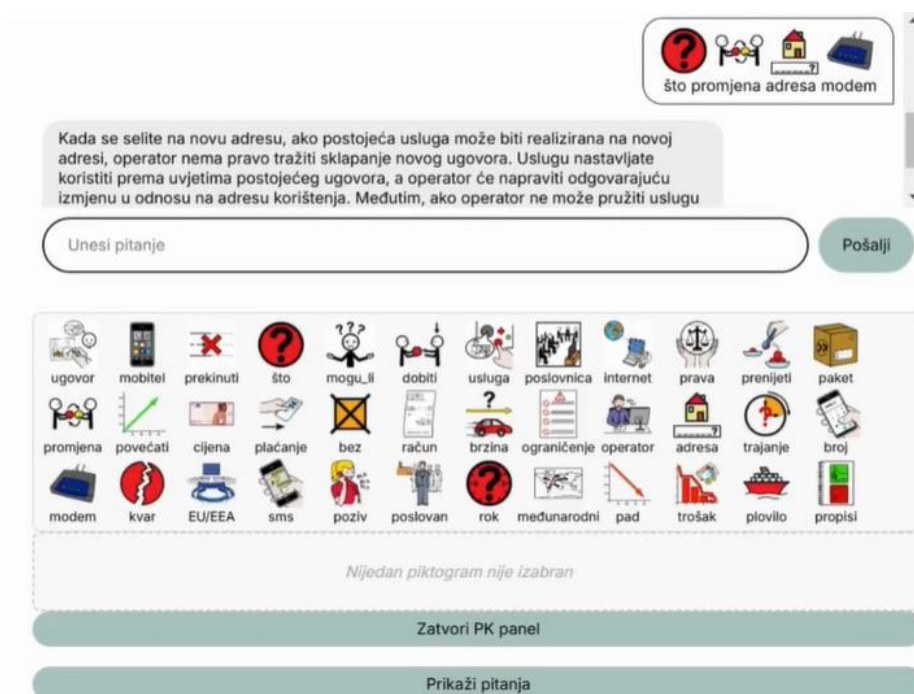 što promjena adresa modem
Kada se selite na novu adresu, ako postojeća usluga može biti realizirana na novoj
adresi, operator nema pravo tražiti sklapanje novog ugovora. Uslugu nastavljate
koristiti prema uvjetima postojećeg ugovora, a operator će napraviti odgovarajuću
izmjenu u odnosu na adresu korištenja. Međutim, ako operator ne može pružiti uslugu
Unesi pitanje
Pošalji
ugovor mobitel prekinuti što mogu_li dobiti usluga poslovnica internet prava prenijeti paket
promjena povećati cijena plaćanje bez račun brzina ograničenje operator adresa trajanje broj
modem kvar EU/EEA sms poziv poslovan rok međunarodni pad trošak plovilo propisi
Nijedan piktogram nije izabran
Zatvori PK panel
Prikaži pitanja